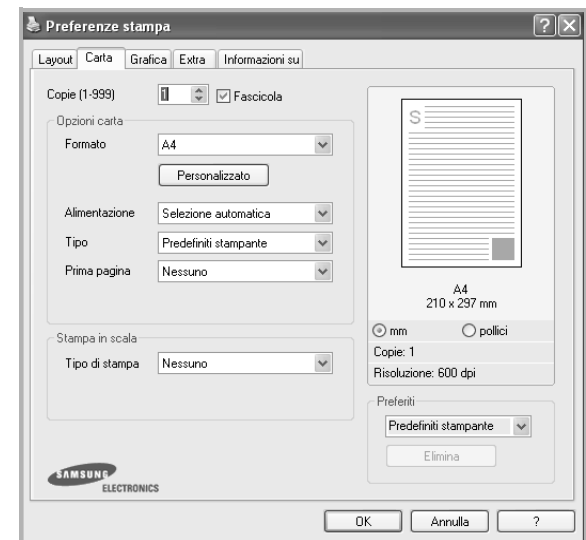 Preferenze stampa
Layout Carta Grafica Extra Informazioni su
Copie (1-999) 1 Fascicola
Opzioni carta
Formato A4
Personalizzato
Alimentazione Selezione automatica
Tipo Predefiniti stampante
Prima pagina Nessuno
Stampa in scala
Tipo di stampa Nessuno
S
A4
210 x 297 mm
mm pollici
Copie: 1
Risoluzione: 600 dpi
Preferiti
Predefiniti stampante
Elimina
SAMSUNG
ELECTRONICS
OK Annulla ?